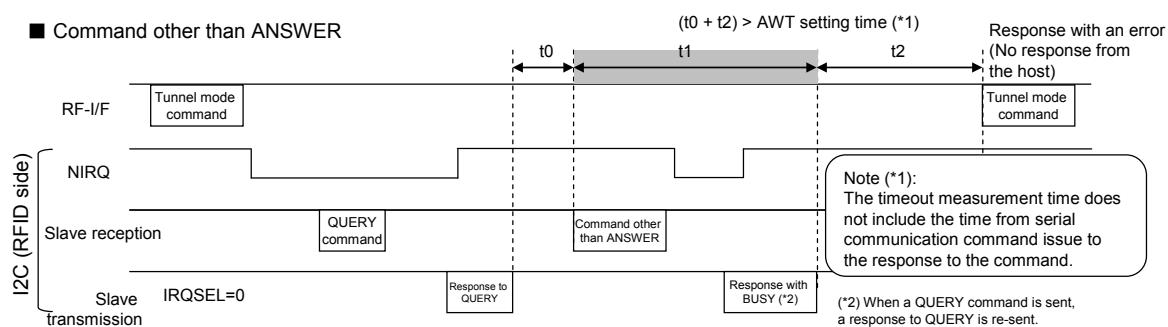 ■ Command other than ANSWER
(t0 + t2) > AWT setting time (*1)
Response with an error
(No response from
the host)
t0
t1
t2
RF-I/F
Tunnel mode
command
Tunnel mode
command
I2C (RFID side)
NIRQ
Note (*1):
The timeout measurement time does
not include the time from serial
communication command issue to
the response to the command.
Slave reception
QUERY
command
Command other
than ANSWER
Slave
transmission
IRQSEL=0
Response to
QUERY
Response with
BUSY (*2)
(*2) When a QUERY command is sent,
a response to QUERY is re-sent.